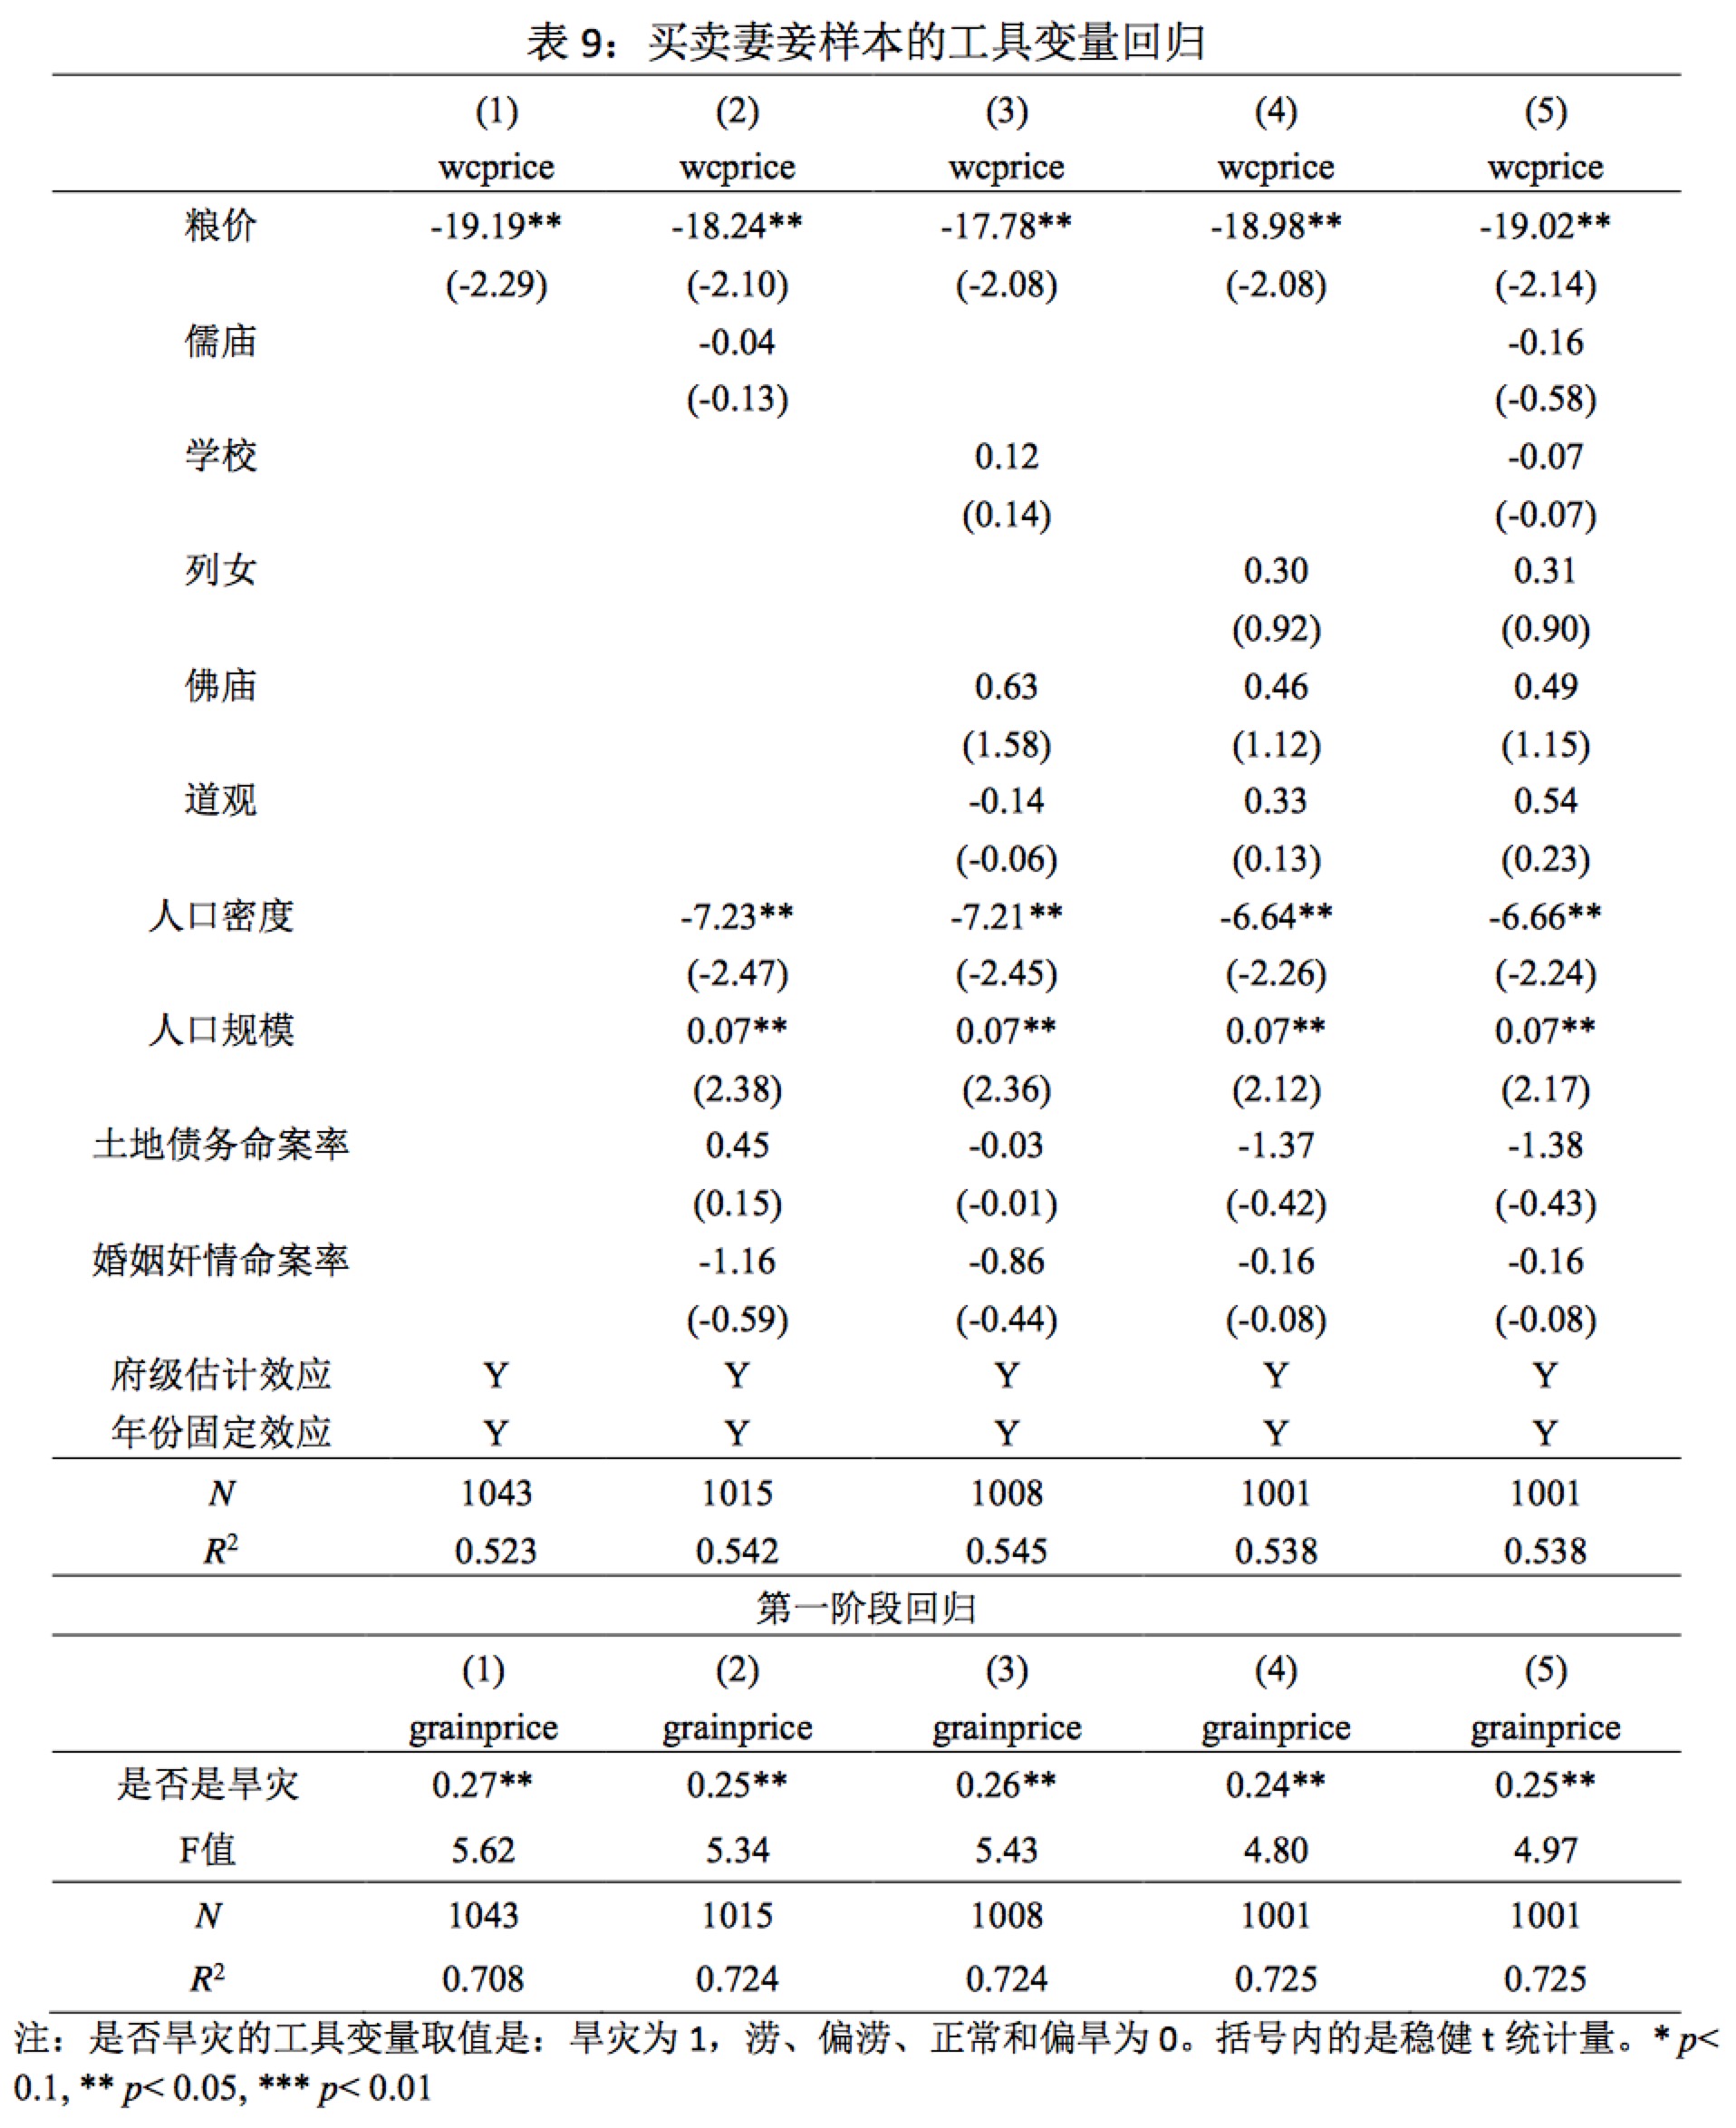 表 9：买卖妻妾样本的工具变量回归
(1) (2) (3) (4) (5)
wcprice wcprice wcprice wcprice wcprice
粮价 -19.19** -18.24** -17.78** -18.98** -19.02**
(-2.29) (-2.10) (-2.08) (-2.08) (-2.14)
儒庙 -0.04 -0.16
(-0.13) (-0.58)
学校 0.12 -0.07
(0.14) (-0.07)
列女 0.30 0.31
(0.92) (0.90)
佛庙 0.63 0.46 0.49
(1.58) (1.12) (1.15)
道观 -0.14 0.33 0.54
(-0.06) (0.13) (0.23)
人口密度 -7.23** -7.21** -6.64** -6.66**
(-2.47) (-2.45) (-2.26) (-2.24)
人口规模 0.07** 0.07** 0.07** 0.07**
(2.38) (2.36) (2.12) (2.17)
土地债务命案率 0.45 -0.03 -1.37 -1.38
(0.15) (-0.01) (-0.42) (-0.43)
婚姻奸情命案率 -1.16 -0.86 -0.16 -0.16
(-0.59) (-0.44) (-0.08) (-0.08)
府级估计效应 Y Y Y Y Y
年份固定效应 Y Y Y Y Y
N 1043 1015 1008 1001 1001
R² 0.523 0.542 0.545 0.538 0.538
第一阶段回归
(1) (2) (3) (4) (5)
grainprice grainprice grainprice grainprice grainprice
是否是旱灾 0.27** 0.25** 0.26** 0.24** 0.25**
F值 5.62 5.34 5.43 4.80 4.97
N 1043 1015 1008 1001 1001
R² 0.708 0.724 0.724 0.725 0.725
注：是否旱灾的工具变量取值是：旱灾为 1，涝、偏涝、正常和偏旱为 0。括号内的是稳健 t 统计量。* p<
0.1, ** p< 0.05, *** p< 0.01